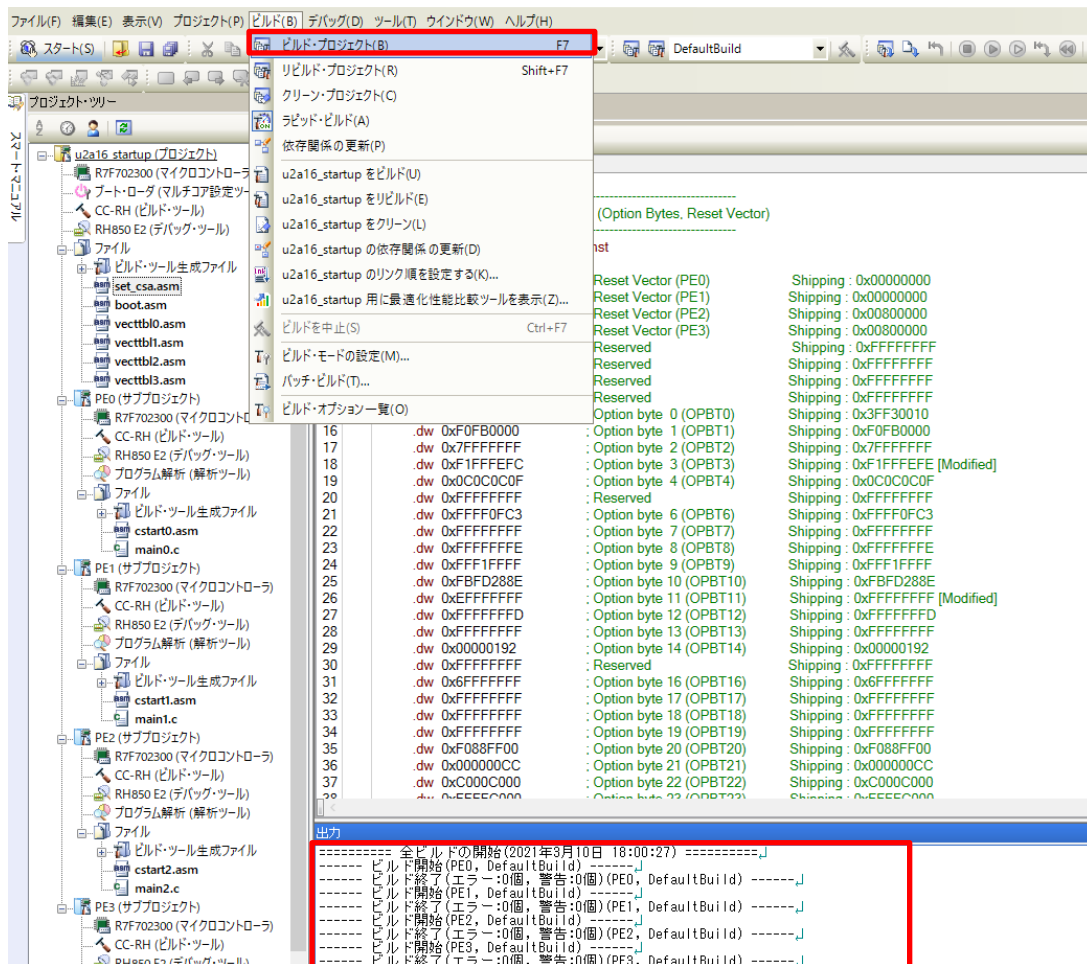 ファイル(F) 編集(E) 表示(V) プロジェクト(P) ビルド(B) デバッグ(D) ツール(T) ウインドウ(W) ヘルプ(H)
スタート(S)
DefaultBuild
ビルド・プロジェクト(B) F7
リビルド・プロジェクト(R) Shift+F7
クリーン・プロジェクト(C)
ラピッド・ビルド(A)
依存関係の更新(P)
u2a16_startup をビルド(U)
u2a16_startup をリビルド(E)
u2a16_startup をクリーン(L)
u2a16_startup の依存関係の更新(D)
u2a16_startup のリンク順を設定する(K)...
u2a16_startup 用に最適化性能比較ツールを表示(Z)...
ビルドを中止(S) Ctrl+F7
ビルド・モードの設定(M)...
バッチ・ビルド(T)...
ビルド・オプション一覧(O)
スマート・マニュアル
プロジェクト・ツリー
u2a16_startup (プロジェクト)
R7F702300 (マイクロコントローラ
ブート・ローダ (マルチコア設定ツー
CC-RH (ビルド・ツール)
RH850 E2 (デバッグ・ツール)
ファイル
ビルド・ツール生成ファイル
set_csa.asm
boot.asm
vecttbl0.asm
vecttbl1.asm
vecttbl2.asm
vecttbl3.asm
PE0 (サブプロジェクト)
R7F702300 (マイクロコントロ
CC-RH (ビルド・ツール)
RH850 E2 (デバッグ・ツール)
プログラム解析 (解析ツール)
ファイル
ビルド・ツール生成ファイル
cstart0.asm
main0.c
PE1 (サブプロジェクト)
R7F702300 (マイクロコントローラ)
CC-RH (ビルド・ツール)
RH850 E2 (デバッグ・ツール)
プログラム解析 (解析ツール)
ファイル
ビルド・ツール生成ファイル
cstart1.asm
main1.c
PE2 (サブプロジェクト)
R7F702300 (マイクロコントローラ)
CC-RH (ビルド・ツール)
RH850 E2 (デバッグ・ツール)
プログラム解析 (解析ツール)
ファイル
ビルド・ツール生成ファイル
cstart2.asm
main2.c
PE3 (サブプロジェクト)
R7F702300 (マイクロコントローラ)
CC-RH (ビルド・ツール)
RH850 E2 (デバッグ・ツール)
--------------------------------
(Option Bytes, Reset Vector)
--------------------------------
nst
Reset Vector (PE0) Shipping : 0x00000000
Reset Vector (PE1) Shipping : 0x00000000
Reset Vector (PE2) Shipping : 0x00800000
Reset Vector (PE3) Shipping : 0x00800000
Reserved Shipping : 0xFFFFFFFF
Reserved Shipping : 0xFFFFFFFF
Reserved Shipping : 0xFFFFFFFF
Reserved Shipping : 0xFFFFFFFF
Option byte 0 (OPBT0) Shipping : 0x3FF30010
16 .dw 0xF0FB0000 ; Option byte 1 (OPBT1) Shipping : 0xF0FB0000
17 .dw 0x7FFFFFFF ; Option byte 2 (OPBT2) Shipping : 0x7FFFFFFF
18 .dw 0xF1FFFEFC ; Option byte 3 (OPBT3) Shipping : 0xF1FFFEFE [Modified]
19 .dw 0x0C0C0C0F ; Option byte 4 (OPBT4) Shipping : 0x0C0C0C0F
20 .dw 0xFFFFFFFF ; Reserved Shipping : 0xFFFFFFFF
21 .dw 0xFFFF0FC3 ; Option byte 6 (OPBT6) Shipping : 0xFFFF0FC3
22 .dw 0xFFFFFFFF ; Option byte 7 (OPBT7) Shipping : 0xFFFFFFFF
23 .dw 0xFFFFFFFE ; Option byte 8 (OPBT8) Shipping : 0xFFFFFFFE
24 .dw 0xFFF1FFFF ; Option byte 9 (OPBT9) Shipping : 0xFFF1FFFF
25 .dw 0xFBFD288E ; Option byte 10 (OPBT10) Shipping : 0xFBFD288E
26 .dw 0xEFFFFFFF ; Option byte 11 (OPBT11) Shipping : 0xFFFFFFFF [Modified]
27 .dw 0xFFFFFFFD ; Option byte 12 (OPBT12) Shipping : 0xFFFFFFFD
28 .dw 0xFFFFFFFF ; Option byte 13 (OPBT13) Shipping : 0xFFFFFFFF
29 .dw 0x00000192 ; Option byte 14 (OPBT14) Shipping : 0x00000192
30 .dw 0xFFFFFFFF ; Reserved Shipping : 0xFFFFFFFF
31 .dw 0x6FFFFFFF ; Option byte 16 (OPBT16) Shipping : 0x6FFFFFFF
32 .dw 0xFFFFFFFF ; Option byte 17 (OPBT17) Shipping : 0xFFFFFFFF
33 .dw 0xFFFFFFFF ; Option byte 18 (OPBT18) Shipping : 0xFFFFFFFF
34 .dw 0xFFFFFFFF ; Option byte 19 (OPBT19) Shipping : 0xFFFFFFFF
35 .dw 0xF088FF00 ; Option byte 20 (OPBT20) Shipping : 0xF088FF00
36 .dw 0x000000CC ; Option byte 21 (OPBT21) Shipping : 0x000000CC
37 .dw 0xC000C000 ; Option byte 22 (OPBT22) Shipping : 0xC000C000
出力
========== 全ビルドの開始(2021年3月10日 18:00:27) ==========↲
------ ビルド開始(PE0, DefaultBuild) ------↲
------ ビルド終了(エラー:0個, 警告:0個)(PE0, DefaultBuild) ------↲
------ ビルド開始(PE1, DefaultBuild) ------↲
------ ビルド終了(エラー:0個, 警告:0個)(PE1, DefaultBuild) ------↲
------ ビルド開始(PE2, DefaultBuild) ------↲
------ ビルド終了(エラー:0個, 警告:0個)(PE2, DefaultBuild) ------↲
------ ビルド開始(PE3, DefaultBuild) ------↲
------ ビルド終了(エラー:0個, 警告:0個)(PE3, DefaultBuild) ------↲